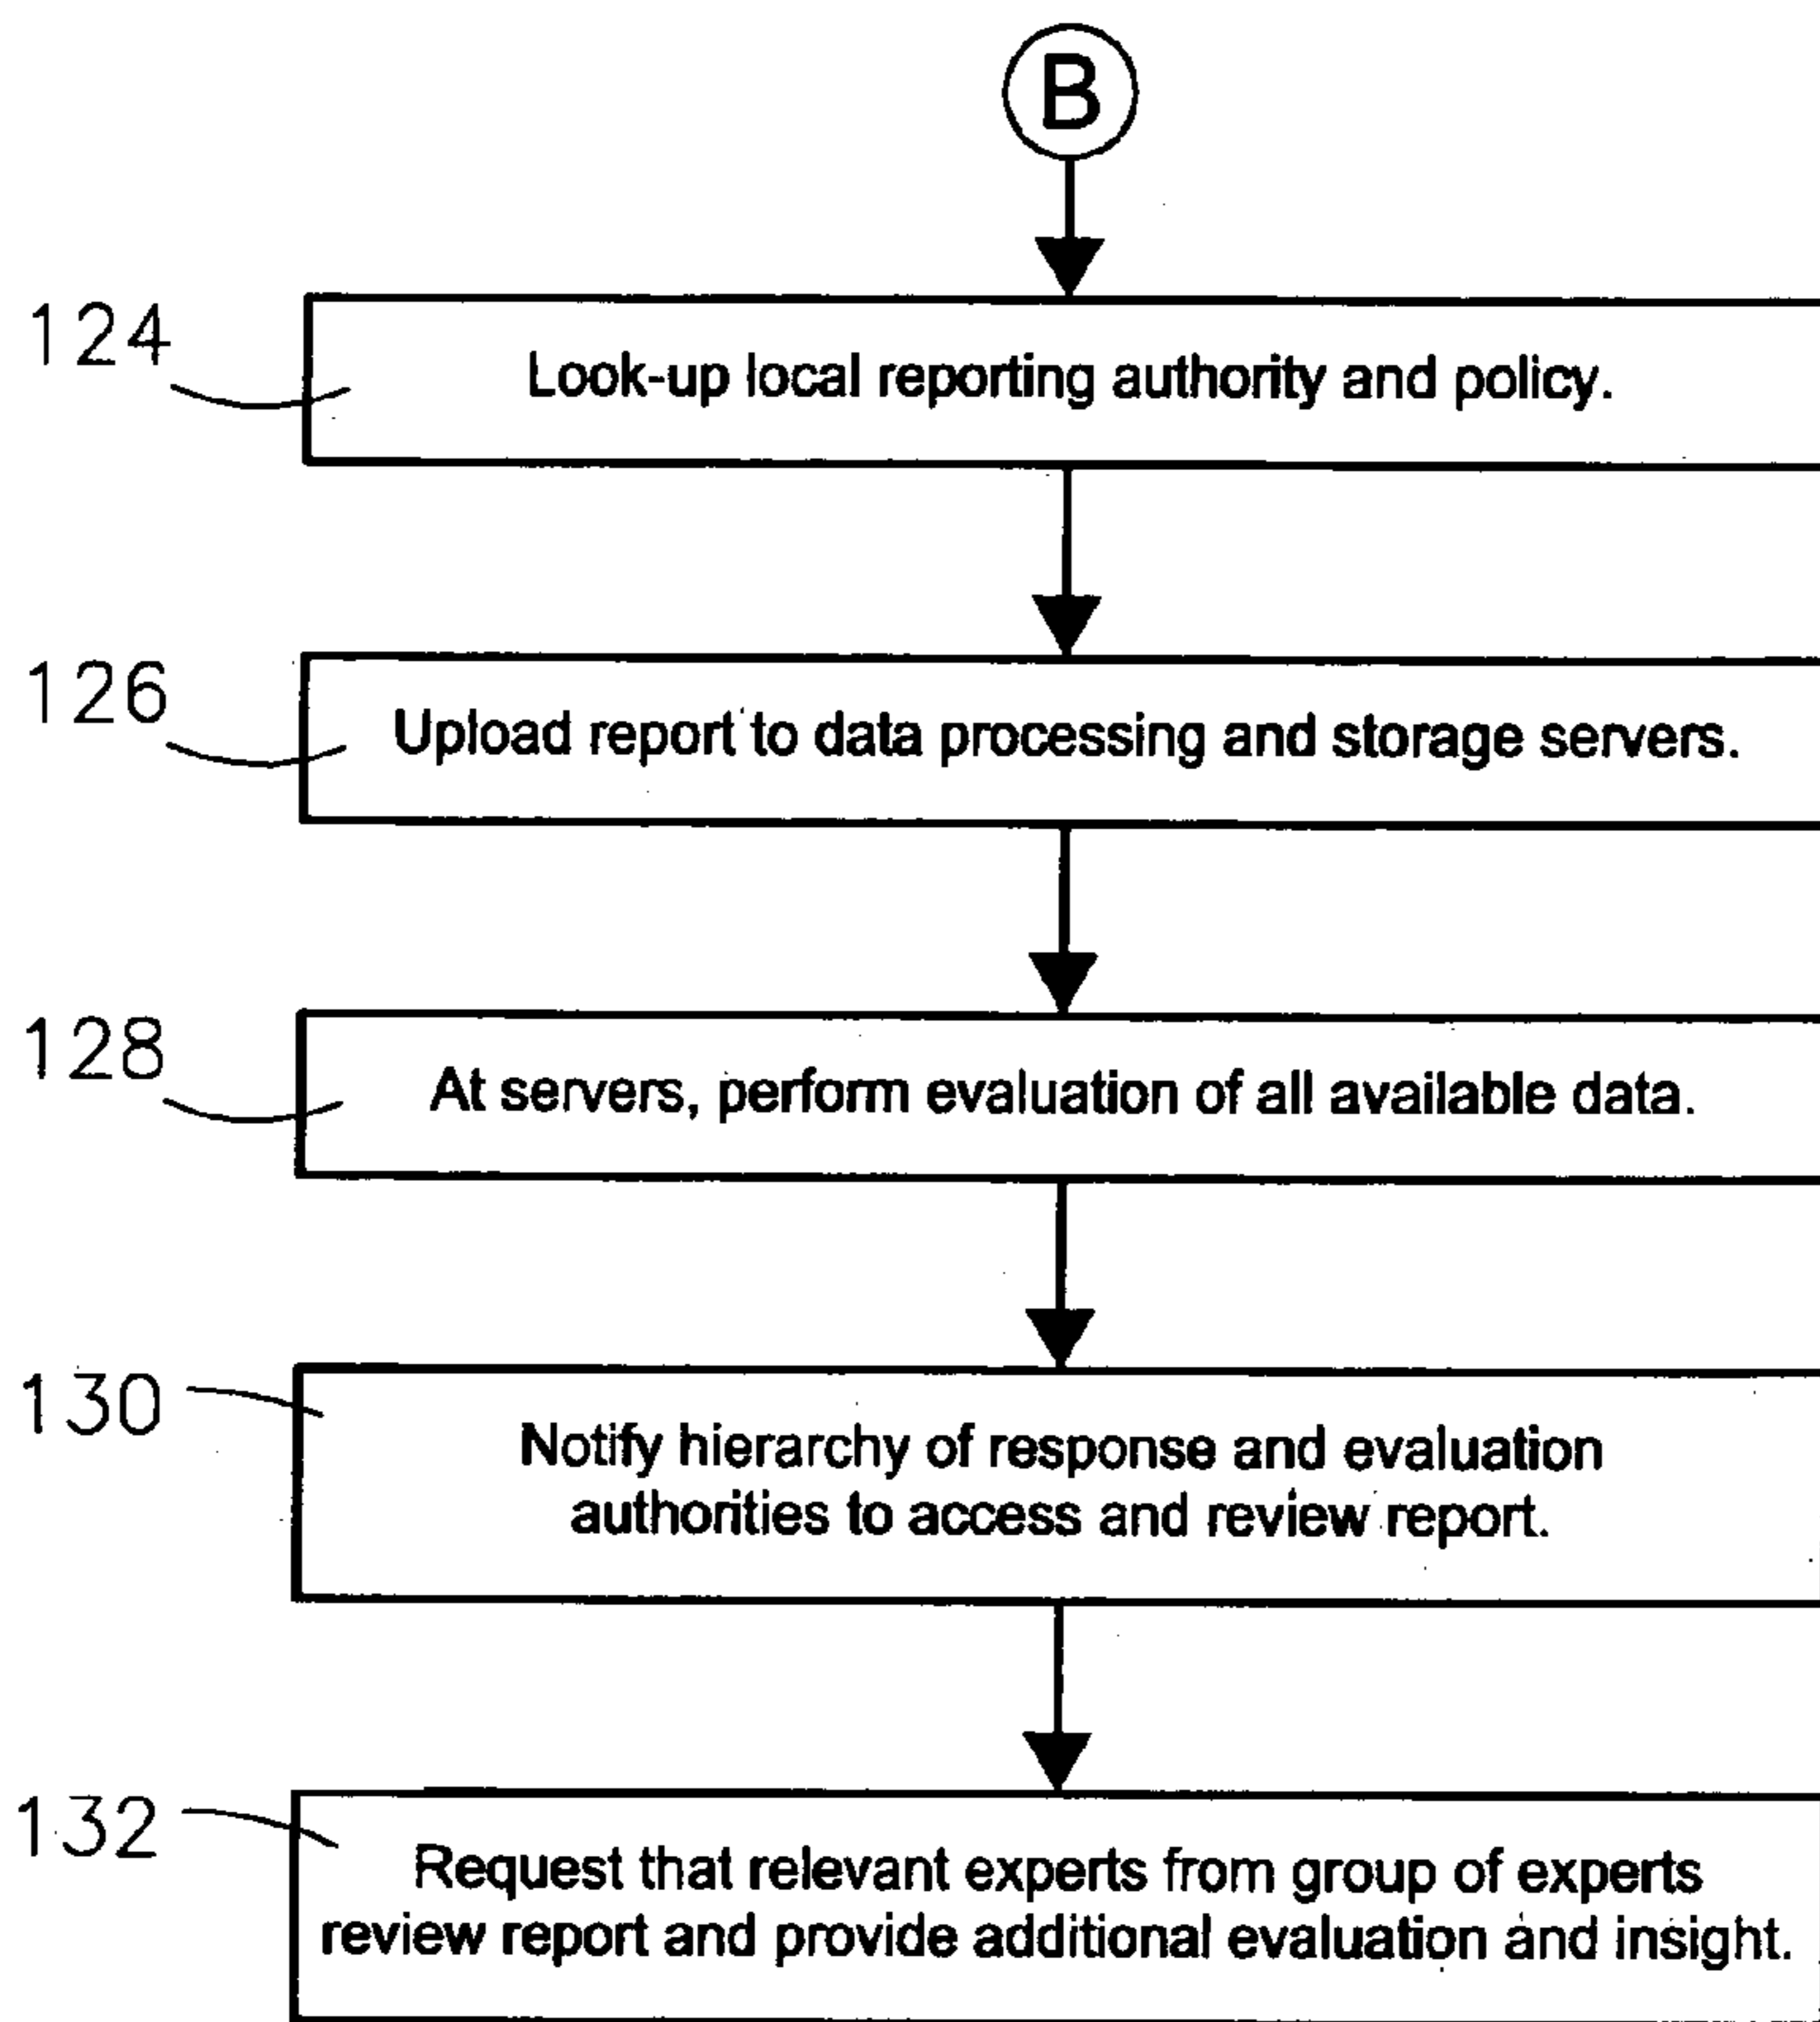 B
124
Look-up local reporting authority and policy.
126
Upload report to data processing and storage servers.
128
At servers, perform evaluation of all available data.
130
Notify hierarchy of response and evaluation
authorities to access and review report.
132
Request that relevant experts from group of experts
review report and provide additional evaluation and insight.